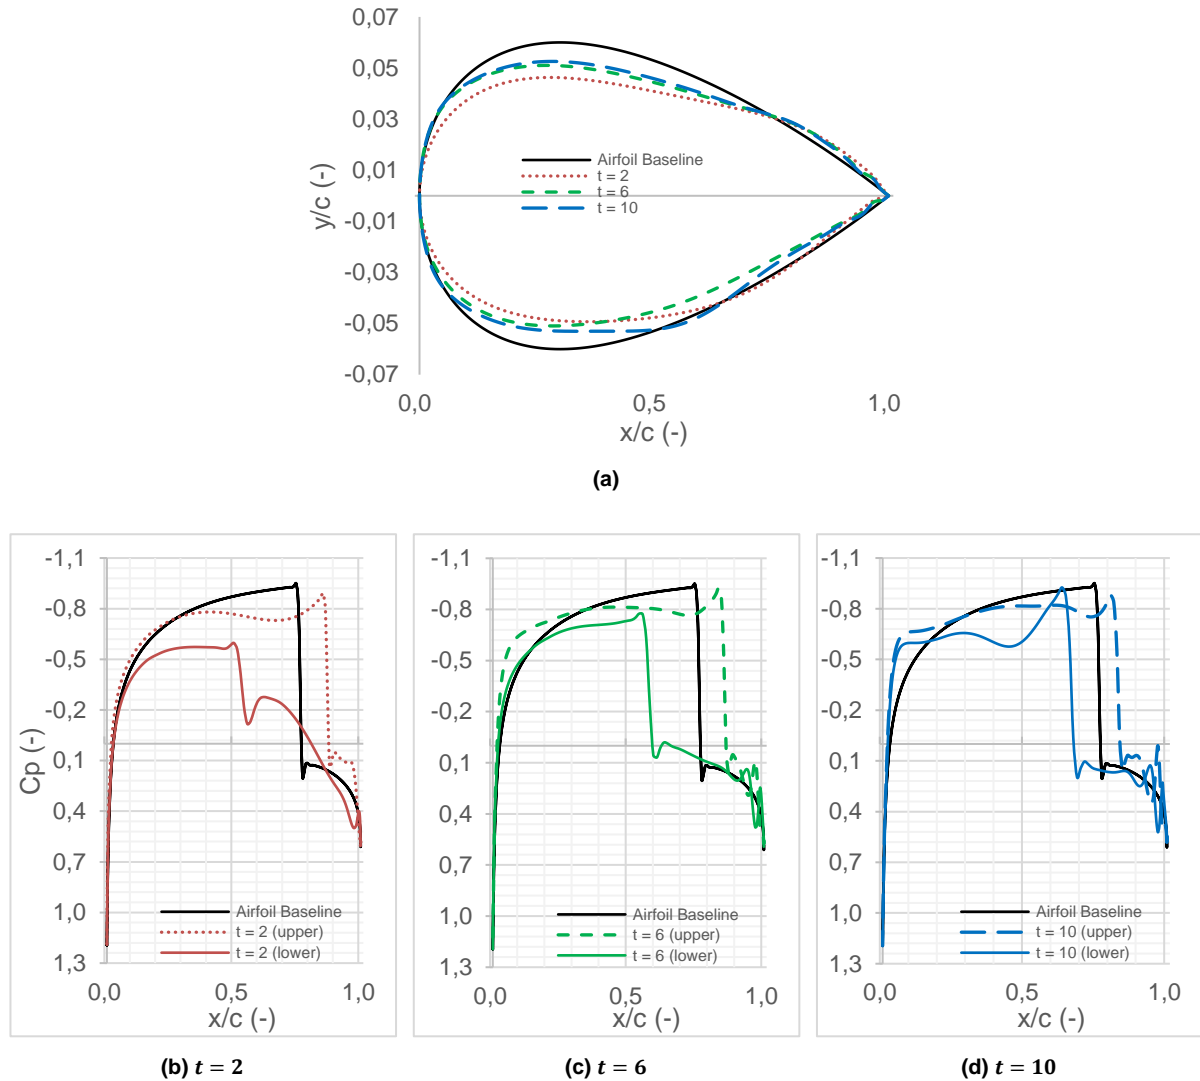 0,07
0,05
0,03
0,01
-0,01
-0,03
-0,05
-0,07
y/c (-)
Airfoil Baseline
t = 2
t = 6
t = 10
0,0 0,5 1,0
x/c (-)
(a)
-1,1
-0,8
-0,5
-0,2
0,1
0,4
0,7
1,0
1,3
Cp (-)
Airfoil Baseline
t = 2 (upper)
t = 2 (lower)
0,0 0,5 1,0
x/c (-)
(b) t = 2
-1,1
-0,8
-0,5
-0,2
0,1
0,4
0,7
1,0
1,3
Airfoil Baseline
t = 6 (upper)
t = 6 (lower)
0,0 0,5 1,0
x/c (-)
(c) t = 6
-1,1
-0,8
-0,5
-0,2
0,1
0,4
0,7
1,0
1,3
Airfoil Baseline
t = 10 (upper)
t = 10 (lower)
0,0 0,5 1,0
x/c (-)
(d) t = 10